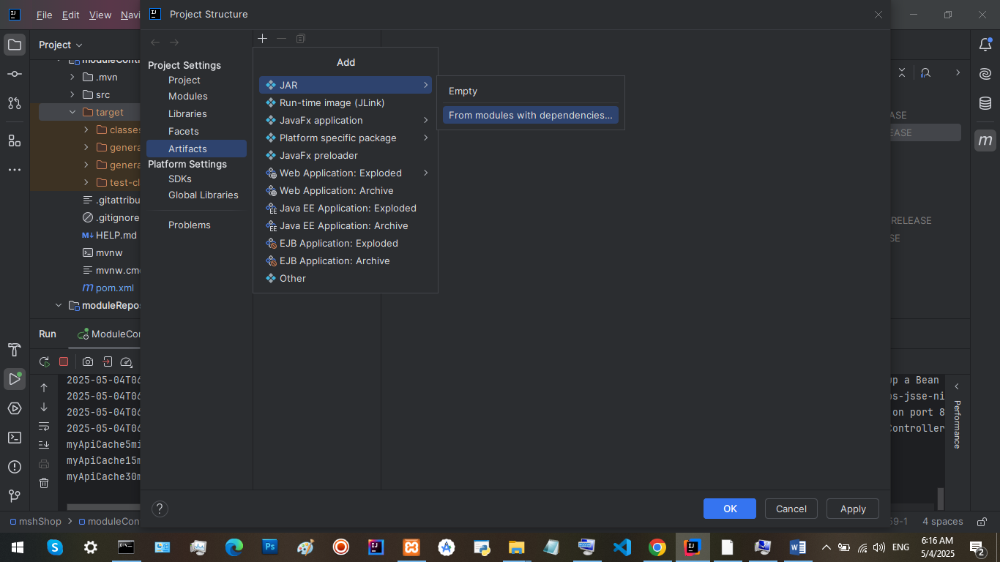 File Edit View Navi
Project Structure
Project
moduleConti
.mvn
src
target
classes
genera
genera
test-cl
.gitattribu
.gitignore
HELP.md
mvnw
mvnw.cm
pom.xml
moduleRepo
Project Settings
Project
Modules
Libraries
Facets
Artifacts
Platform Settings
SDKs
Global Libraries
Problems
Add
JAR
Run-time image (JLink)
JavaFx application
Platform specific package
JavaFx preloader
Web Application: Exploded
Web Application: Archive
Java EE Application: Exploded
Java EE Application: Archive
EJB Application: Exploded
EJB Application: Archive
Other
Empty
From modules with dependencies...
EASE
EASE
RELEASE
SE
Run
ModuleCon
2025-05-04T06
2025-05-04T06
2025-05-04T06
2025-05-04T06
myApiCache5mi
myApiCache15m
myApiCache30m
up a Bean
os-jsse-ni
on port 8
Controller
Performance
OK
Cancel
Apply
mshShop
moduleCon
59-1
4 spaces
ENG
6:16 AM
5/4/2025
2